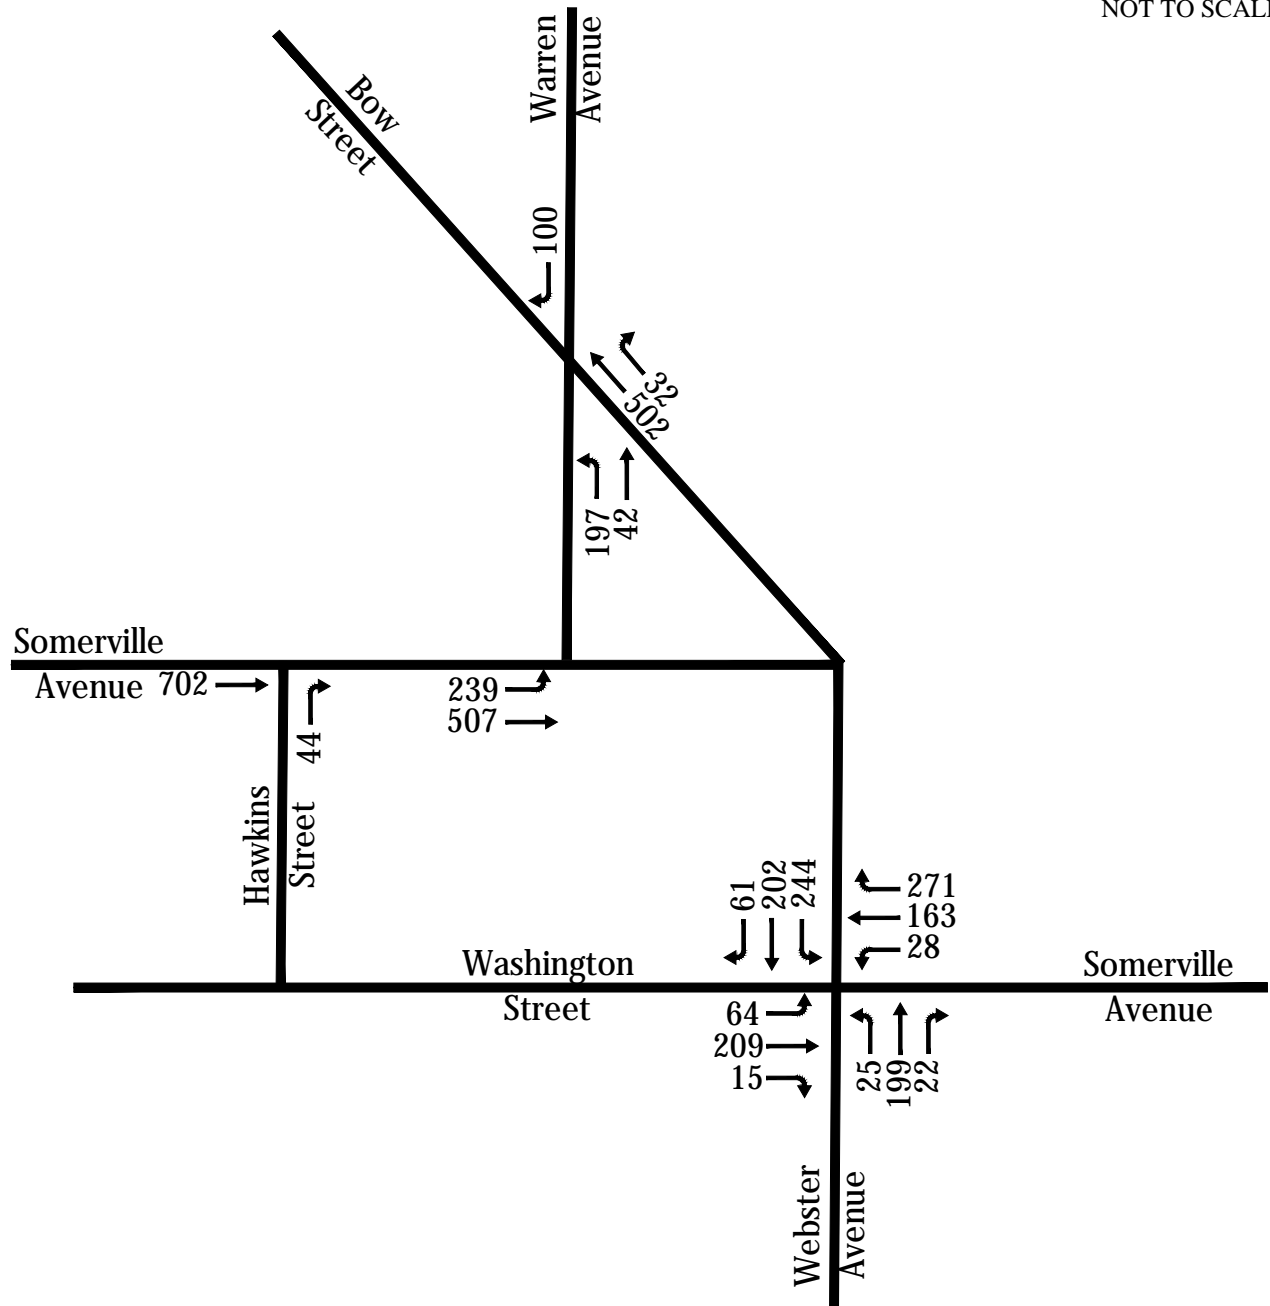 NOT TO SCALE
Warren
Avenue
Bow
Street
100
32
502
197
42
Somerville
Avenue
702
44
239
507
Hawkins
Street
61
202
244
271
163
28
Washington
Street
Somerville
Avenue
64
209
15
25
199
22
Webster
Avenue